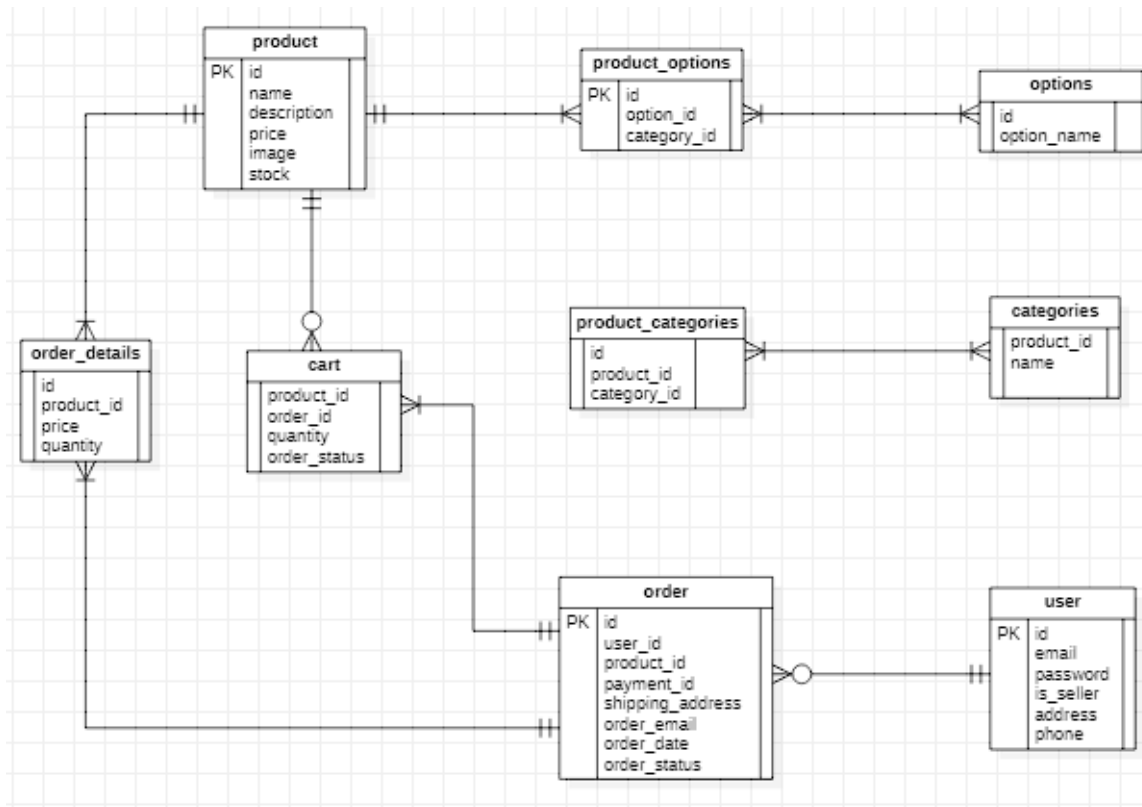 product
PK id
name
description
price
image
stock
product_options
PK id
option_id
category_id
options
id
option_name
order_details
id
product_id
price
quantity
cart
product_id
order_id
quantity
order_status
product_categories
id
product_id
category_id
categories
product_id
name
order
PK id
user_id
product_id
payment_id
shipping_address
order_email
order_date
order_status
user
PK id
email
password
is_seller
address
phone